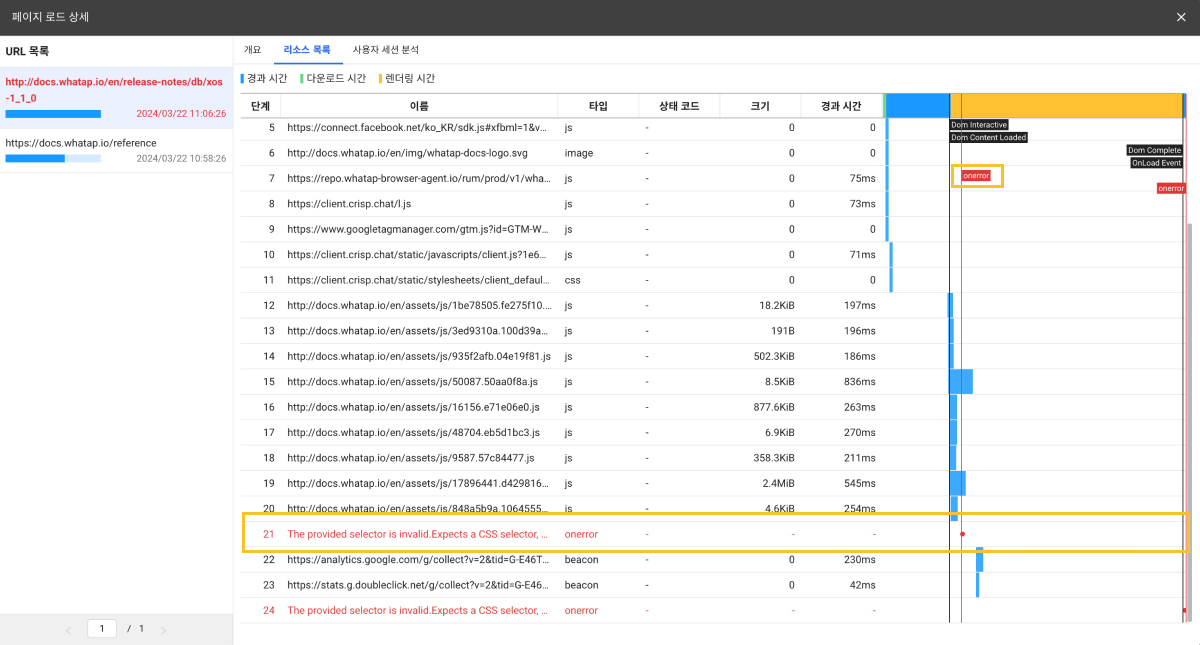 페이지 로드 상세
URL 목록
http://docs.whatap.io/en/release-notes/db/xos
-1_1_0
2024/03/22 11:06:26
https://docs.whatap.io/reference
2024/03/22 10:58:26
1 / 1
개요 리소스 목록 사용자 세션 분석
경과 시간 다운로드 시간 렌더링 시간
단계 이름 타입 상태 코드 크기 경과 시간
5 https://connect.facebook.net/ko_KR/sdk.js#xfbml=1&v... js - 0 0
6 http://docs.whatap.io/en/img/whatap-docs-logo.svg image - 0 0
7 https://repo.whatap-browser-agent.io/rum/prod/v1/wha... js - 0 75ms
8 https://client.crisp.chat/l.js js - 0 73ms
9 https://www.googletagmanager.com/gtm.js?id=GTM-W... js - 0 0
10 https://client.crisp.chat/static/javascripts/client.js?1e6... js - 0 71ms
11 https://client.crisp.chat/static/stylesheets/client_defaul... css - 0 0
12 http://docs.whatap.io/en/assets/js/1be78505.fe275f10.... js - 18.2KiB 197ms
13 http://docs.whatap.io/en/assets/js/3ed9310a.100d39a... js - 191B 196ms
14 http://docs.whatap.io/en/assets/js/935f2afb.04e19f81.js js - 502.3KiB 186ms
15 http://docs.whatap.io/en/assets/js/50087.50aa0f8a.js js - 8.5KiB 836ms
16 http://docs.whatap.io/en/assets/js/16156.e71e06e0.js js - 877.6KiB 263ms
17 http://docs.whatap.io/en/assets/js/48704.eb5d1bc3.js js - 6.9KiB 270ms
18 http://docs.whatap.io/en/assets/js/9587.57c84477.js js - 358.3KiB 211ms
19 http://docs.whatap.io/en/assets/js/17896441.d429816... js - 2.4MiB 545ms
20 http://docs.whatap.io/en/assets/js/848a5b9a.1064555... js - 4.6KiB 254ms
21 The provided selector is invalid.Expects a CSS selector, ... onerror - - -
22 https://analytics.google.com/g/collect?v=2&tid=G-E46T... beacon - 0 230ms
23 https://stats.g.doubleclick.net/g/collect?v=2&tid=G-E46... beacon - 0 42ms
24 The provided selector is invalid.Expects a CSS selector, ... onerror - - -
Dom Interactive
Dom Content Loaded
Dom Complete
OnLoad Event
onerror
onerror